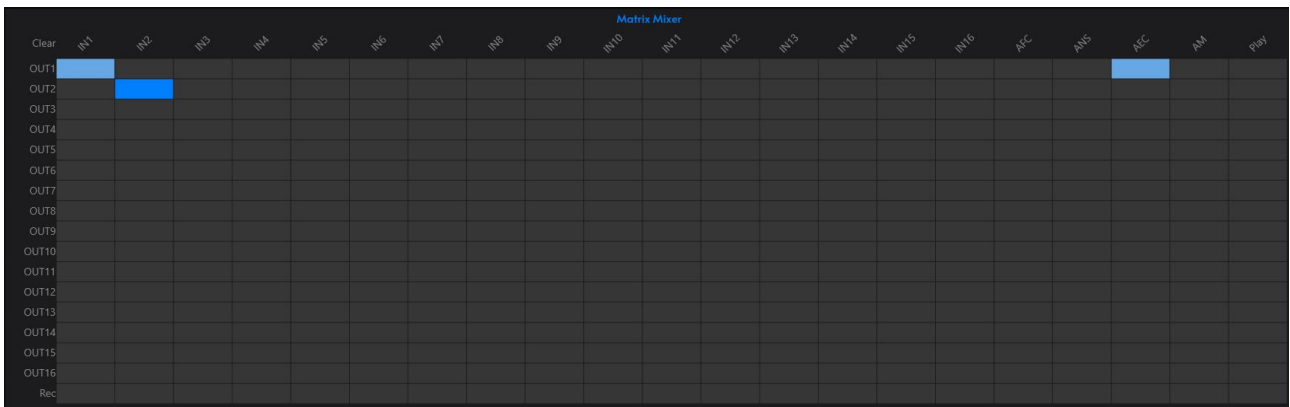 Matrix Mixer
Clear IN1 IN2 IN3 IN4 IN5 IN6 IN7 IN8 IN9 IN10 IN11 IN12 IN13 IN14 IN15 IN16 AFC ANS AEC AM Play
OUT1
OUT2
OUT3
OUT4
OUT5
OUT6
OUT7
OUT8
OUT9
OUT10
OUT11
OUT12
OUT13
OUT14
OUT15
OUT16
Rec